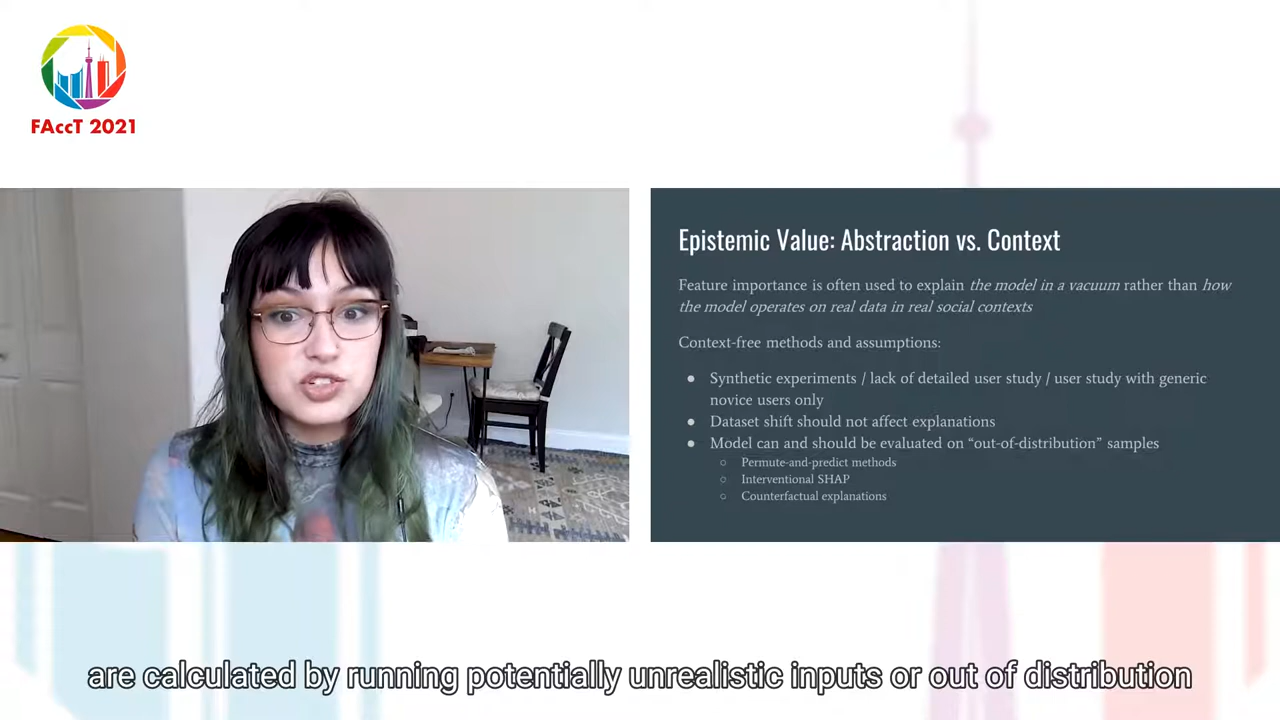 FAccT 2021
Epistemic Value: Abstraction vs. Context
Feature importance is often used to explain the model in a vacuum rather than how
the model operates on real data in real social contexts
Context-free methods and assumptions:
● Synthetic experiments / lack of detailed user study / user study with generic
novice users only
● Dataset shift should not affect explanations
● Model can and should be evaluated on “out-of-distribution” samples
○ Permute-and-predict methods
○ Interventional SHAP
○ Counterfactual explanations
are calculated by running potentially unrealistic inputs or out of distribution